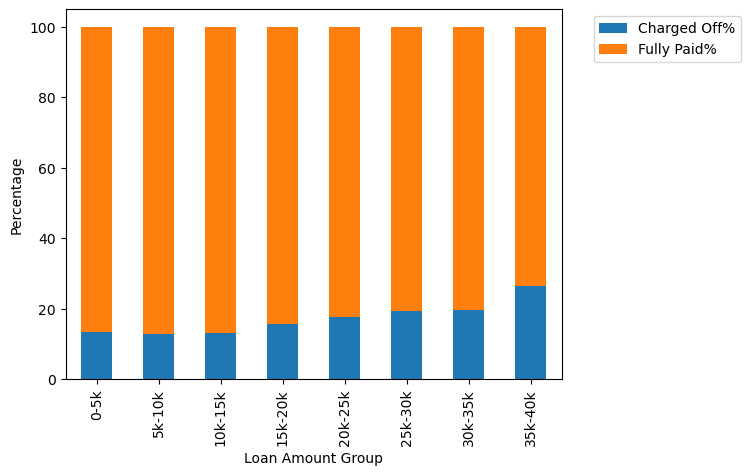 Charged Off%
Fully Paid%
Percentage
100
80
60
40
20
0
0-5k
5k-10k
10k-15k
15k-20k
20k-25k
25k-30k
30k-35k
35k-40k
Loan Amount Group